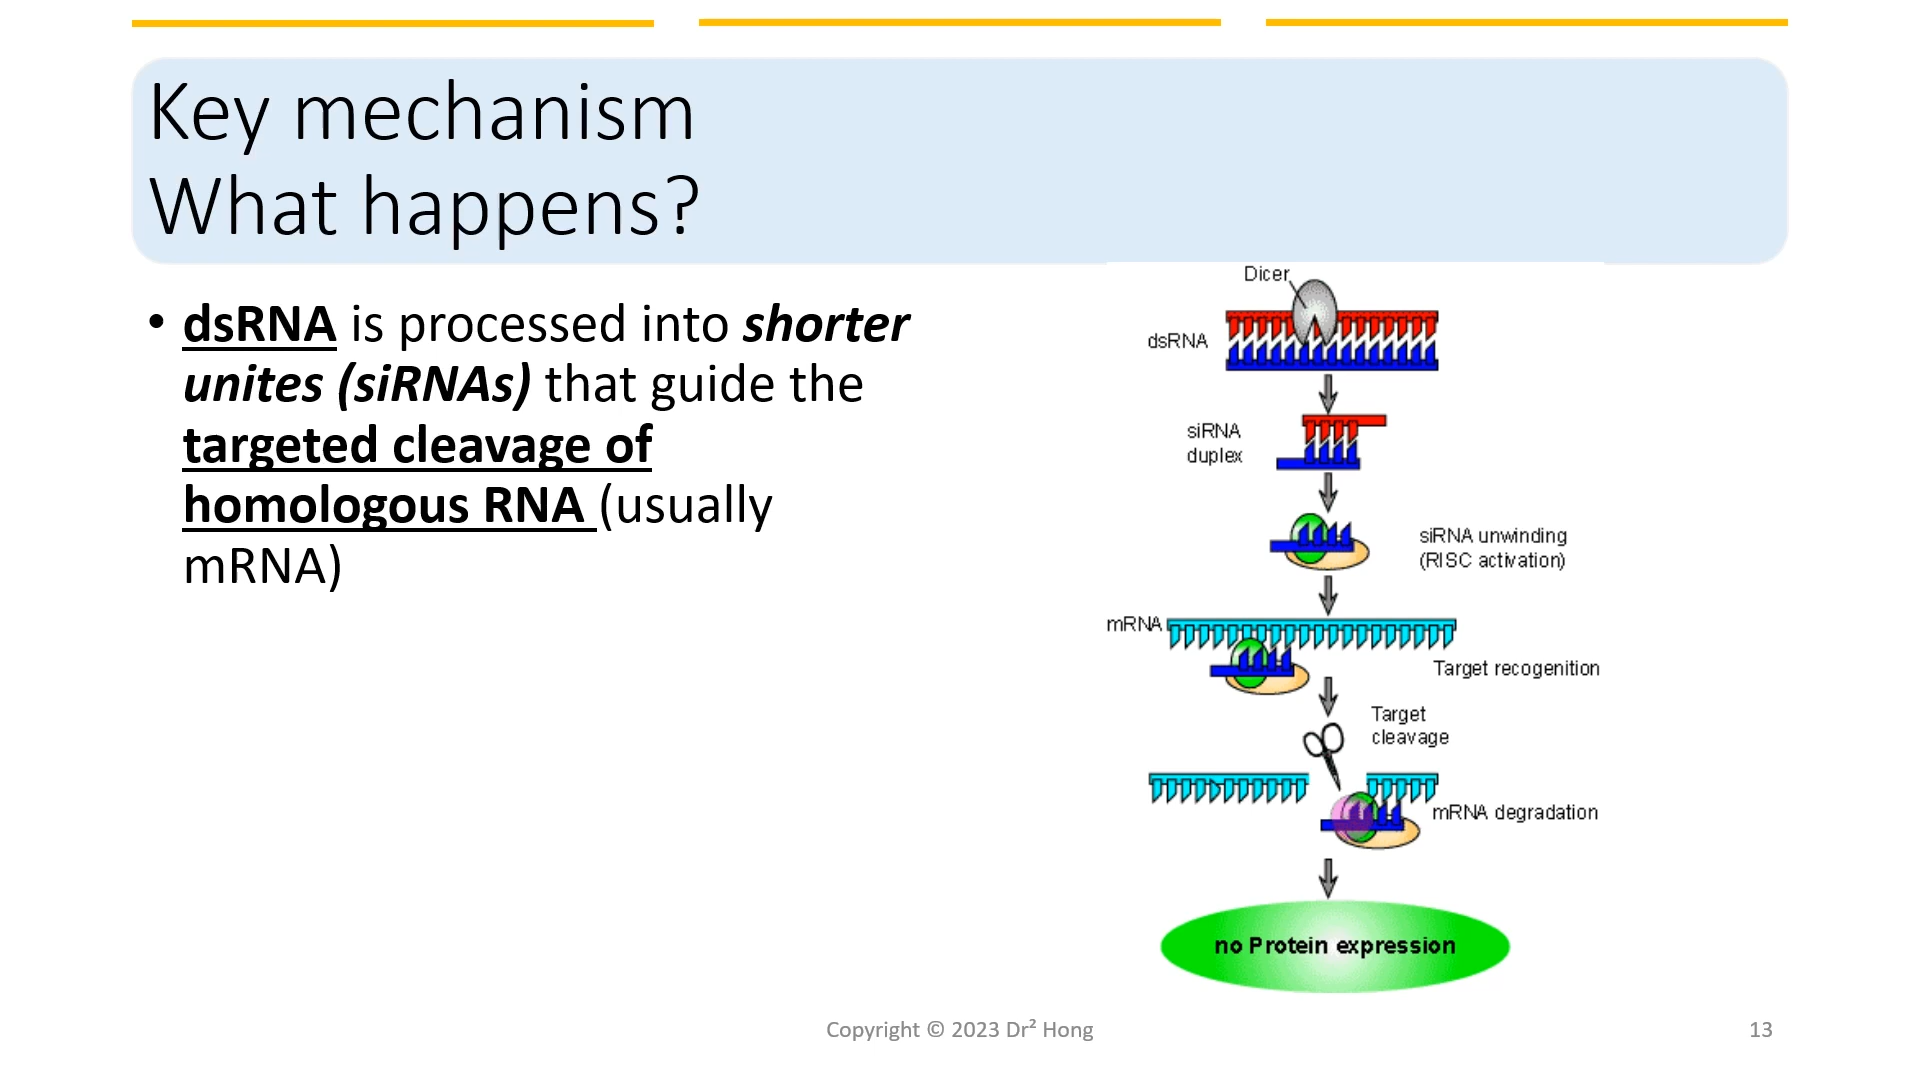 Key mechanism
What happens?
• dsRNA is processed into shorter
unites (siRNAs) that guide the
targeted cleavage of
homologous RNA (usually
mRNA)
Dicer
dsRNA
siRNA
duplex
siRNA unwinding
(RISC activation)
mRNA
Target recogenition
Target
cleavage
mRNA degradation
no Protein expression
Copyright © 2023 Dr² Hong
13